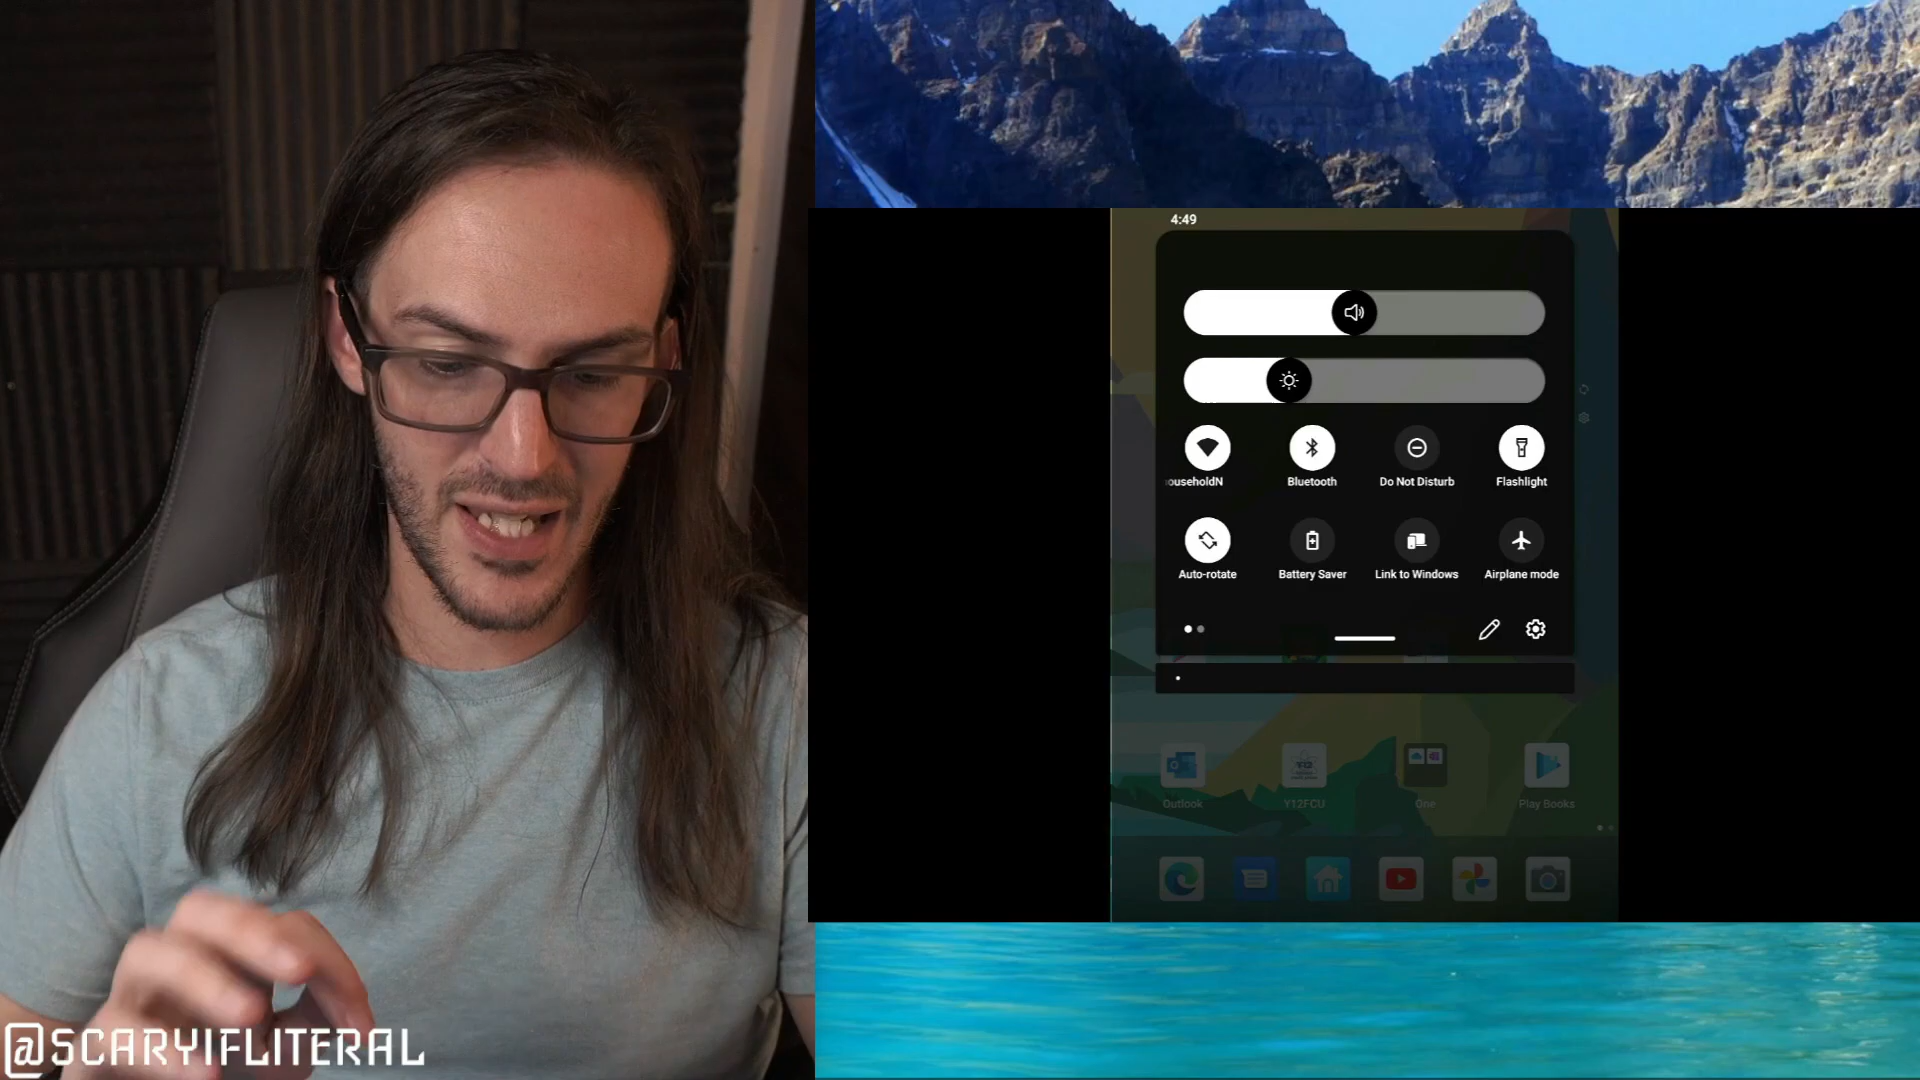 4:49
ouseholdN
Bluetooth
Do Not Disturb
Flashlight
Auto-rotate
Battery Saver
Link to Windows
Airplane mode
Outlook
Y12FCU
One
Play Books
@SCARYIFLITERAL